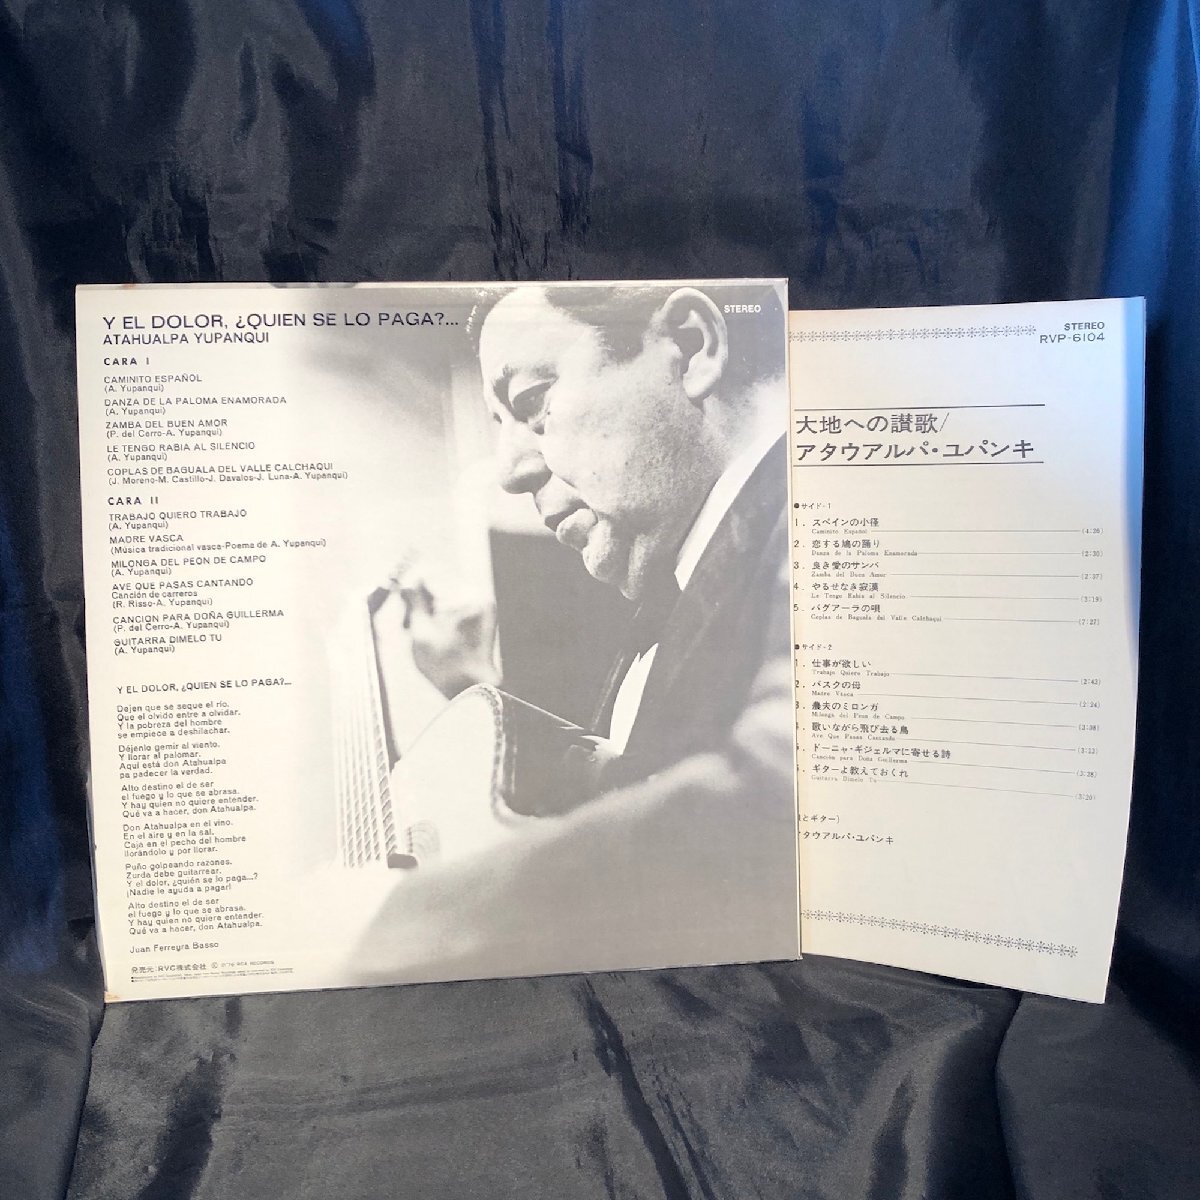 Y EL DOLOR, ¿QUIEN SE LO PAGA?...
ATAHUALPA YUPANQUI
STEREO
CARA I
CAMINITO ESPAÑOL
(A. Yupanqui)
DANZA DE LA PALOMA ENAMORADA
(A. Yupanqui)
ZAMBA DEL BUEN AMOR
(P. del Cerro-A. Yupanqui)
LE TENGO RABIA AL SILENCIO
(A. Yupanqui)
COPLAS DE BAGUALA DEL VALLE CALCHAQUI
(J. Moreno-M. Castillo-J. Davalos-J. Luna-A. Yupanqui)
CARA II
TRABAJO QUIERO TRABAJO
(A. Yupanqui)
MADRE VASCA
(Música tradicional vasca-Poema de A. Yupanqui)
MILONGA DEL PEON DE CAMPO
(A. Yupanqui)
AVE QUE PASAS CANTANDO
Canción de carreros
(R. Risso-A. Yupanqui)
CANCION PARA DOÑA GUILLERMA
(P. del Cerro-A. Yupanqui)
GUITARRA DIMELO TU
(A. Yupanqui)
Y EL DOLOR, ¿QUIEN SE LO PAGA?...
Dejen que se seque el río.
Que el olvido entre a olvidar.
Y la pobreza del hombre
se empiece a deshilachar.
Déjenlo gemir al viento.
Y llorar al palomar.
Aquí está don Atahualpa
pa padecer la verdad.
Alto destino el de ser
el fuego y lo que se abrasa.
Y hay quien no quiere entender.
Qué va a hacer, don Atahualpa.
Don Atahualpa en el vino.
En el aire y en la sal.
Caja en el pecho del hombre
llorándolo y por llorar.
Puño golpeando razones.
Zurda debe guitarrear.
Y el dolor, ¿quién se lo paga...?
¡Nadie le ayuda a pagar!
Alto destino el de ser
el fuego y lo que se abrasa.
Y hay quien no quiere entender.
Qué va a hacer, don Atahualpa.
Juan Ferreyra Basso
発売元:RVC株式会社 Ⓒ '76 RCA RECORDS
STEREO
RVP-6104
大地への讃歌/
アタウアルパ・ユパンキ
●サイド-1
1. スペインの小径
Caminito Español (4:26)
2. 恋する鳩の踊り
Danza de la Paloma Enamorada (2:30)
3. 良き愛のサンバ
Zamba del Buen Amor (2:37)
4. やるせなき寂漠
Le Tengo Rabia al Silencio (3:19)
5. バグアーラの唄
Coplas de Baguala del Valle Calchaqui (7:27)
●サイド-2
1. 仕事が欲しい
Trabajo Quiero Trabajo (2:43)
2. バスクの母
Madre Vasca (2:24)
3. 農夫のミロンガ
Milonga del Peon de Campo (3:38)
4. 歌いながら飛び去る鳥
Ave Que Pasas Cantando (3:22)
5. ドーニャ・ギジェルマに寄せる詩
Canción para Doña Guillerma (3:28)
ギターよ教えておくれ
Guitarra Dimelo Tu (3:20)
とギター)
アタウアルパ・ユパンキ